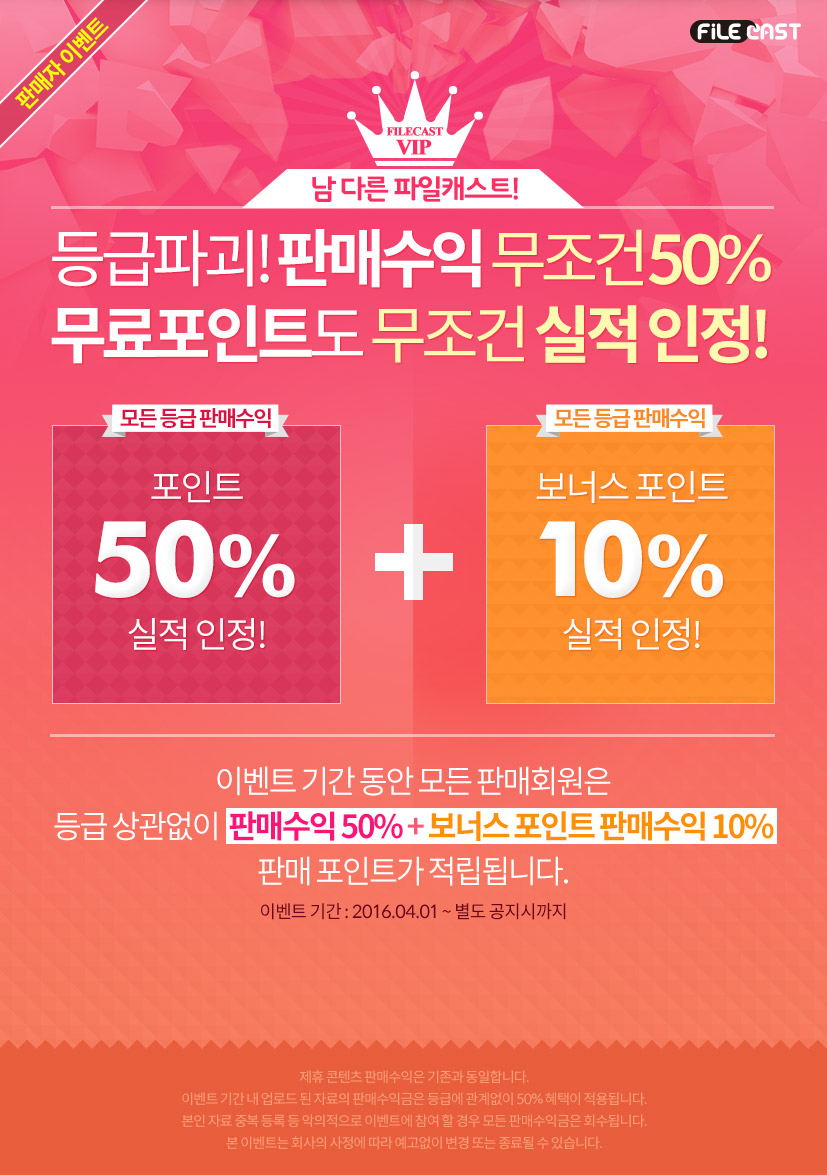 판매자 이벤트
FiLE CAST
FILECAST
VIP
남 다른 파일캐스트!
등급파괴! 판매수익 무조건50%
무료포인트도 무조건 실적 인정!
모든 등급 판매수익
포인트
50%
실적 인정!
+
모든 등급 판매수익
보너스 포인트
10%
실적 인정!
이벤트 기간 동안 모든 판매회원은
등급 상관없이 판매수익 50% + 보너스 포인트 판매수익 10%
판매 포인트가 적립됩니다.
이벤트 기간 : 2016.04.01 ~ 별도 공지시까지
제휴 콘텐츠 판매수익은 기존과 동일합니다.
이벤트 기간 내 업로드 된 자료의 판매수익금은 등급에 관계없이 50% 혜택이 적용됩니다.
본인 자료 중복 등록 등 악의적으로 이벤트에 참여 할 경우 모든 판매수익금은 회수됩니다.
본 이벤트는 회사의 사정에 따라 예고없이 변경 또는 종료될 수 있습니다.